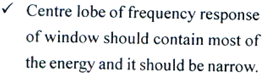 ✓ Centre lobe of frequency response
of window should contain most of
the energy and it should be narrow.